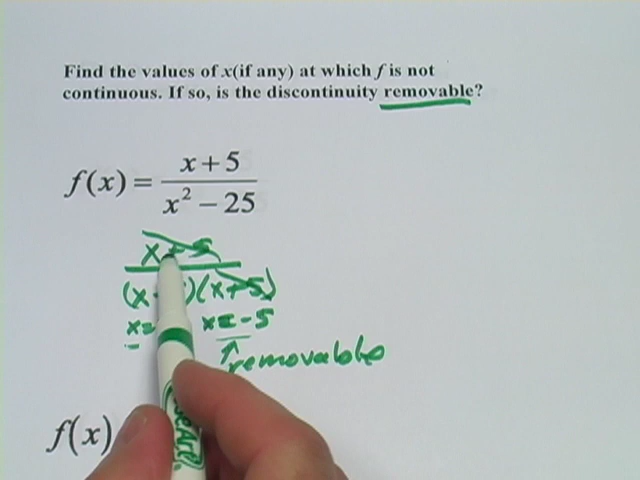 Find the values of x(if any) at which f is not
continuous. If so, is the discontinuity removable?
f(x) = x + 5 / x² − 25
x + 5
(x - )(x+5)
x = x = -5
removable
f(x)